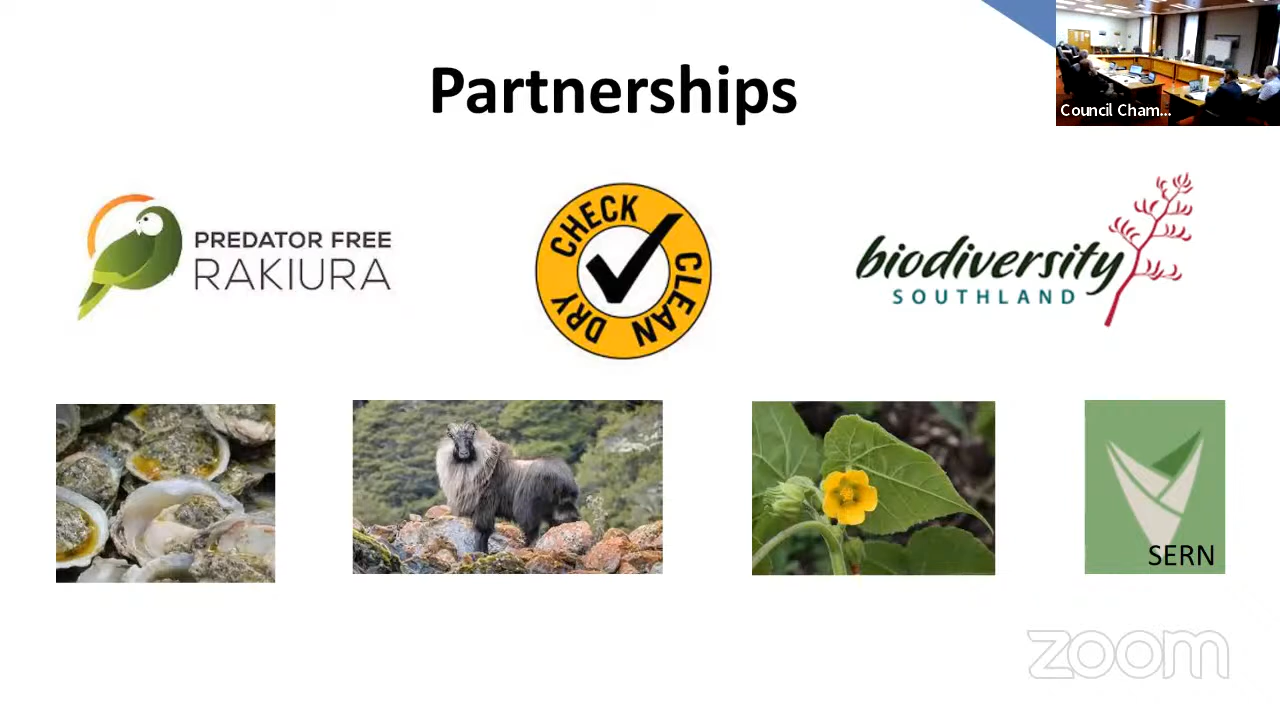 Partnerships
Council Cham...
PREDATOR FREE
RAKIURA
CHECK CLEAN DRY
biodiversity
SOUTHLAND
SERN
zoom